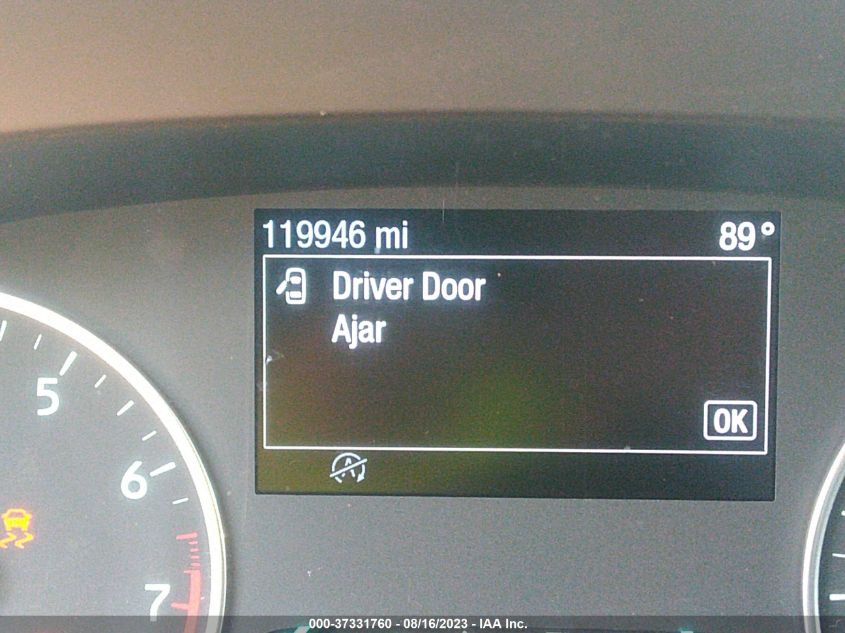 119946 mi 89°
Driver Door
Ajar
OK
A
5
6
7
000-37331760 - 08/16/2023 - IAA Inc.